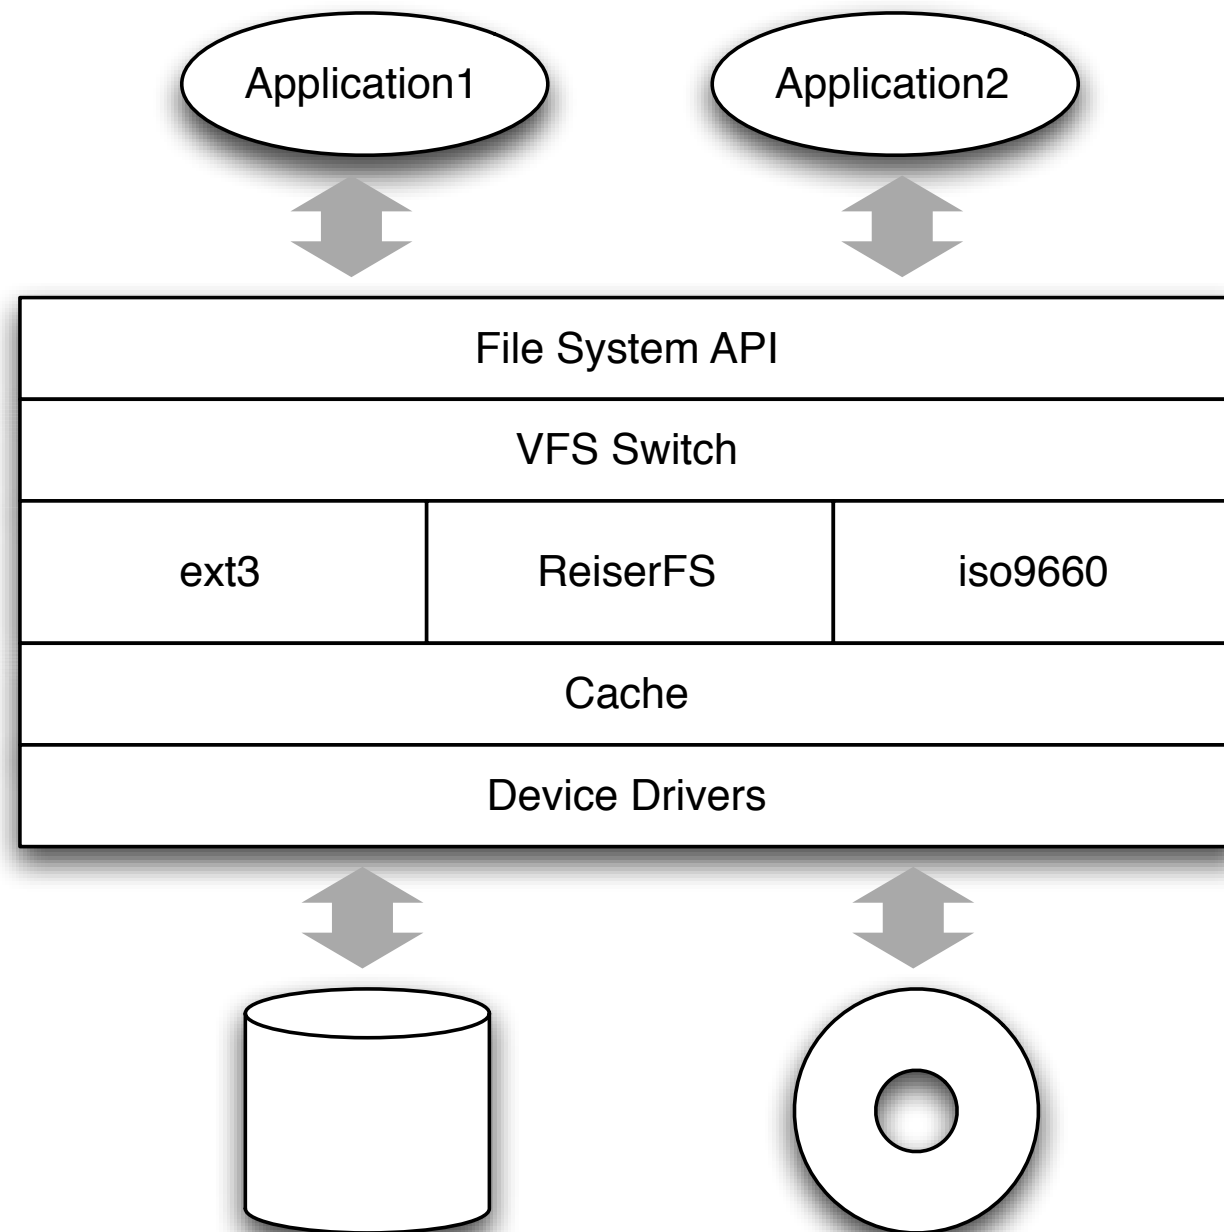 Application1
Application2
File System API
VFS Switch
ext3
ReiserFS
iso9660
Cache
Device Drivers